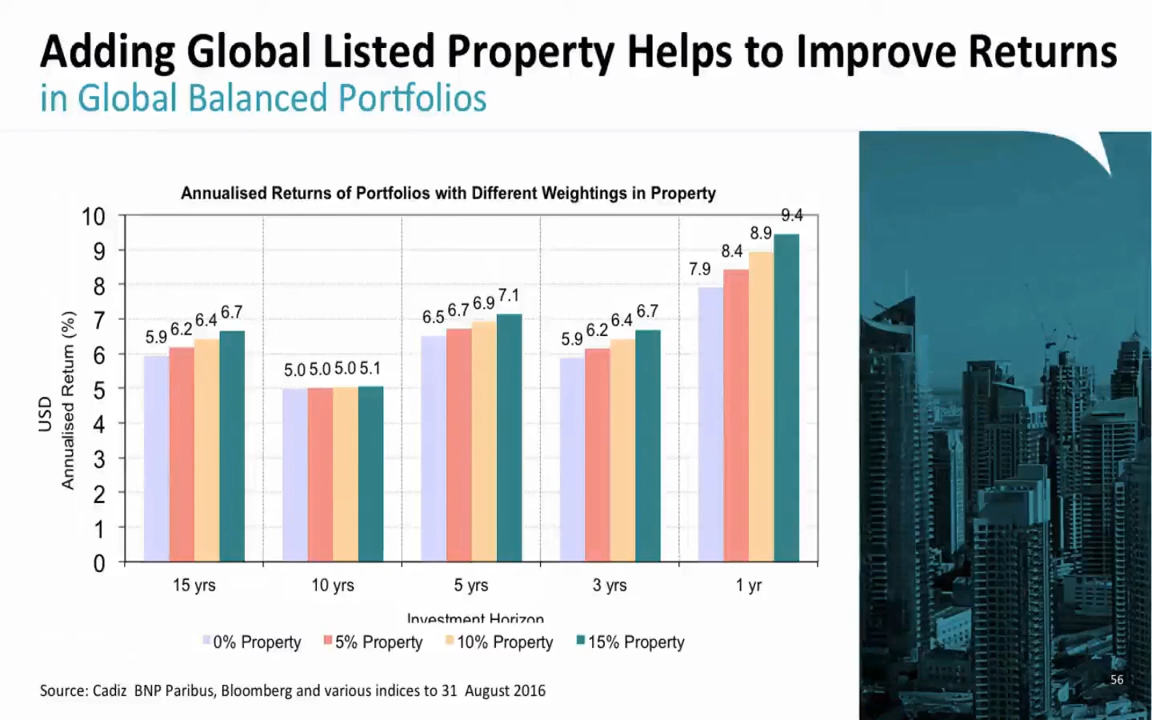 Adding Global Listed Property Helps to Improve Returns
in Global Balanced Portfolios
Annualised Returns of Portfolios with Different Weightings in Property
USD
Annualised Return (%)
10
9
8
7
6
5
4
3
2
1
0
5.9 6.2 6.4 6.7
5.0 5.0 5.0 5.1
6.5 6.7 6.9 7.1
5.9 6.2 6.4 6.7
7.9 8.4 8.9 9.4
15 yrs 10 yrs 5 yrs 3 yrs 1 yr
Investment Horizon
0% Property 5% Property 10% Property 15% Property
Source: Cadiz BNP Paribus, Bloomberg and various indices to 31 August 2016
56